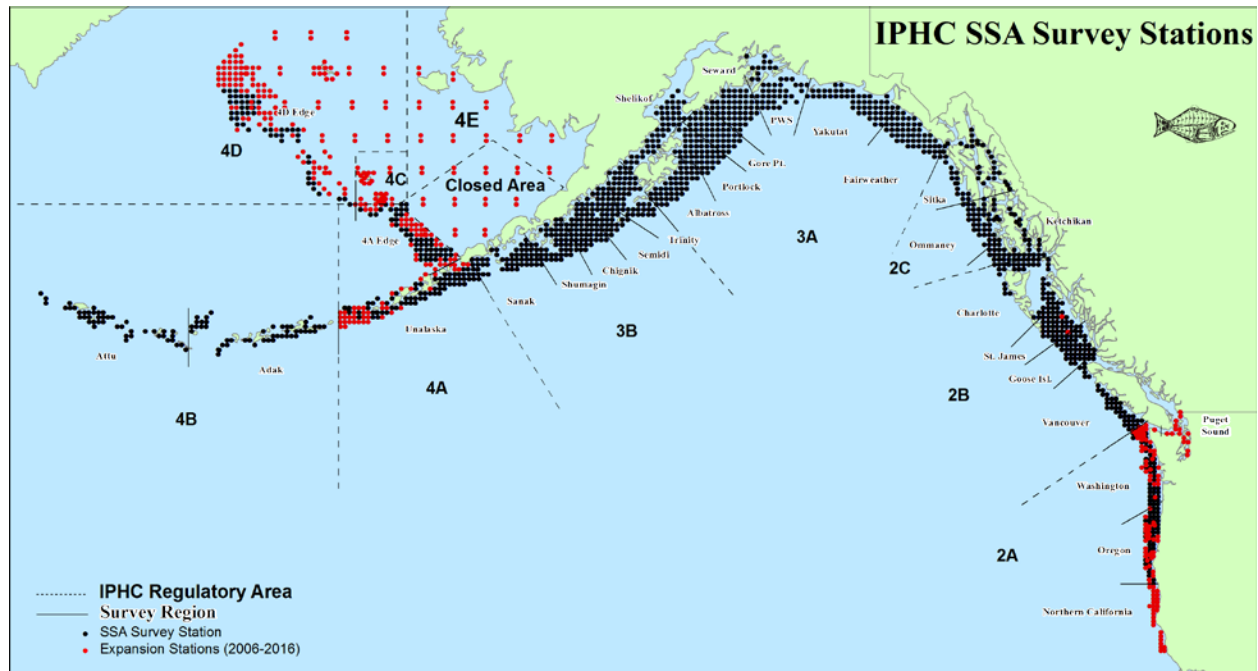 IPHC SSA Survey Stations
Seward
Shelikof
4E
4D Edge
PWS
Yakutat
4D
Gore Pt.
4C
Closed Area
Portlock
Fairweather
Albatross
Sitka
Ketchikan
4A Edge
Trinity
3A
Semidi
Ommaney
2C
Chignik
Shumagin
Sanak
Charlotte
3B
Unalaska
St. James
Attu
Adak
Goose Isl.
4A
2B
4B
Vancouver
Puget
Sound
Washington
Oregon
2A
Northern California
IPHC Regulatory Area
Survey Region
SSA Survey Station
Expansion Stations (2006-2016)